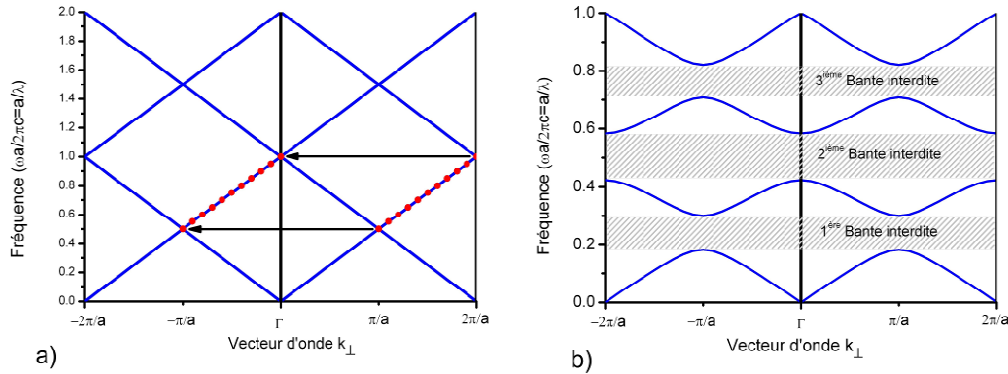 2.0
1.8
1.6
1.4
1.2
1.0
0.8
0.6
0.4
0.2
0.0
Fréquence (ωa/2πc=a/λ)
−2π/a −π/a Γ π/a 2π/a
Vecteur d'onde k⊥
a)
1.0
0.8
0.6
0.4
0.2
0.0
Fréquence (ωa/2πc=a/λ)
3ième Bante interdite
2ième Bante interdite
1ère Bante interdite
−2π/a −π/a Γ π/a 2π/a
Vecteur d'onde k⊥
b)